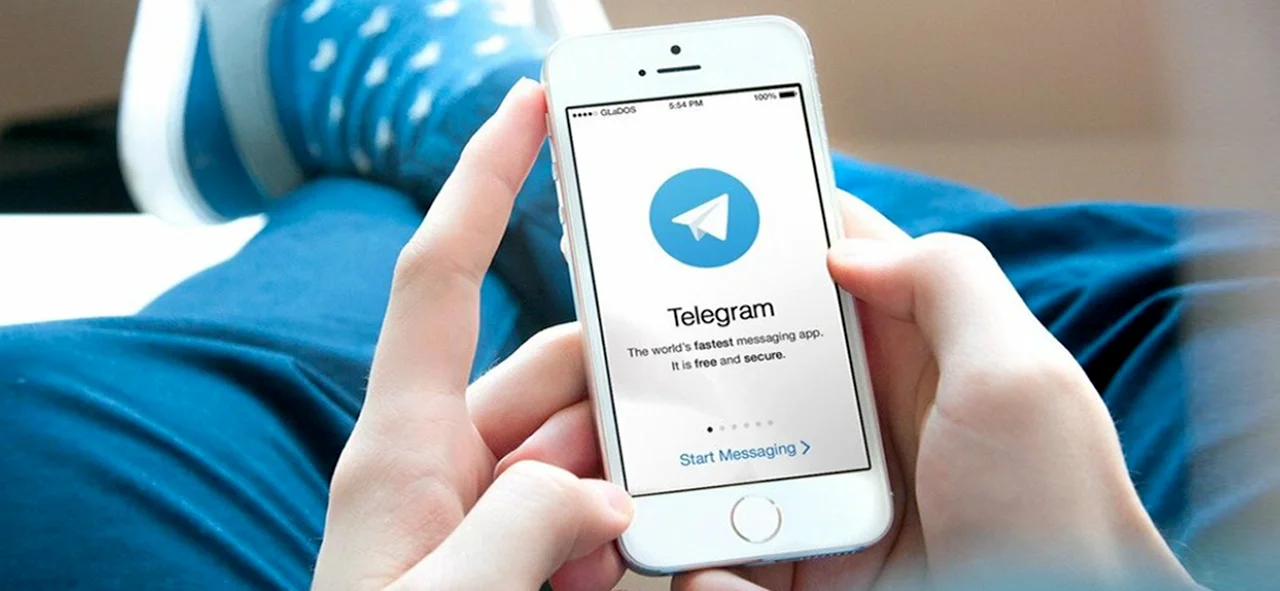 GLaDOS 5:54 PM 100%
Telegram
The world's fastest messaging app.
It is free and secure.
Start Messaging